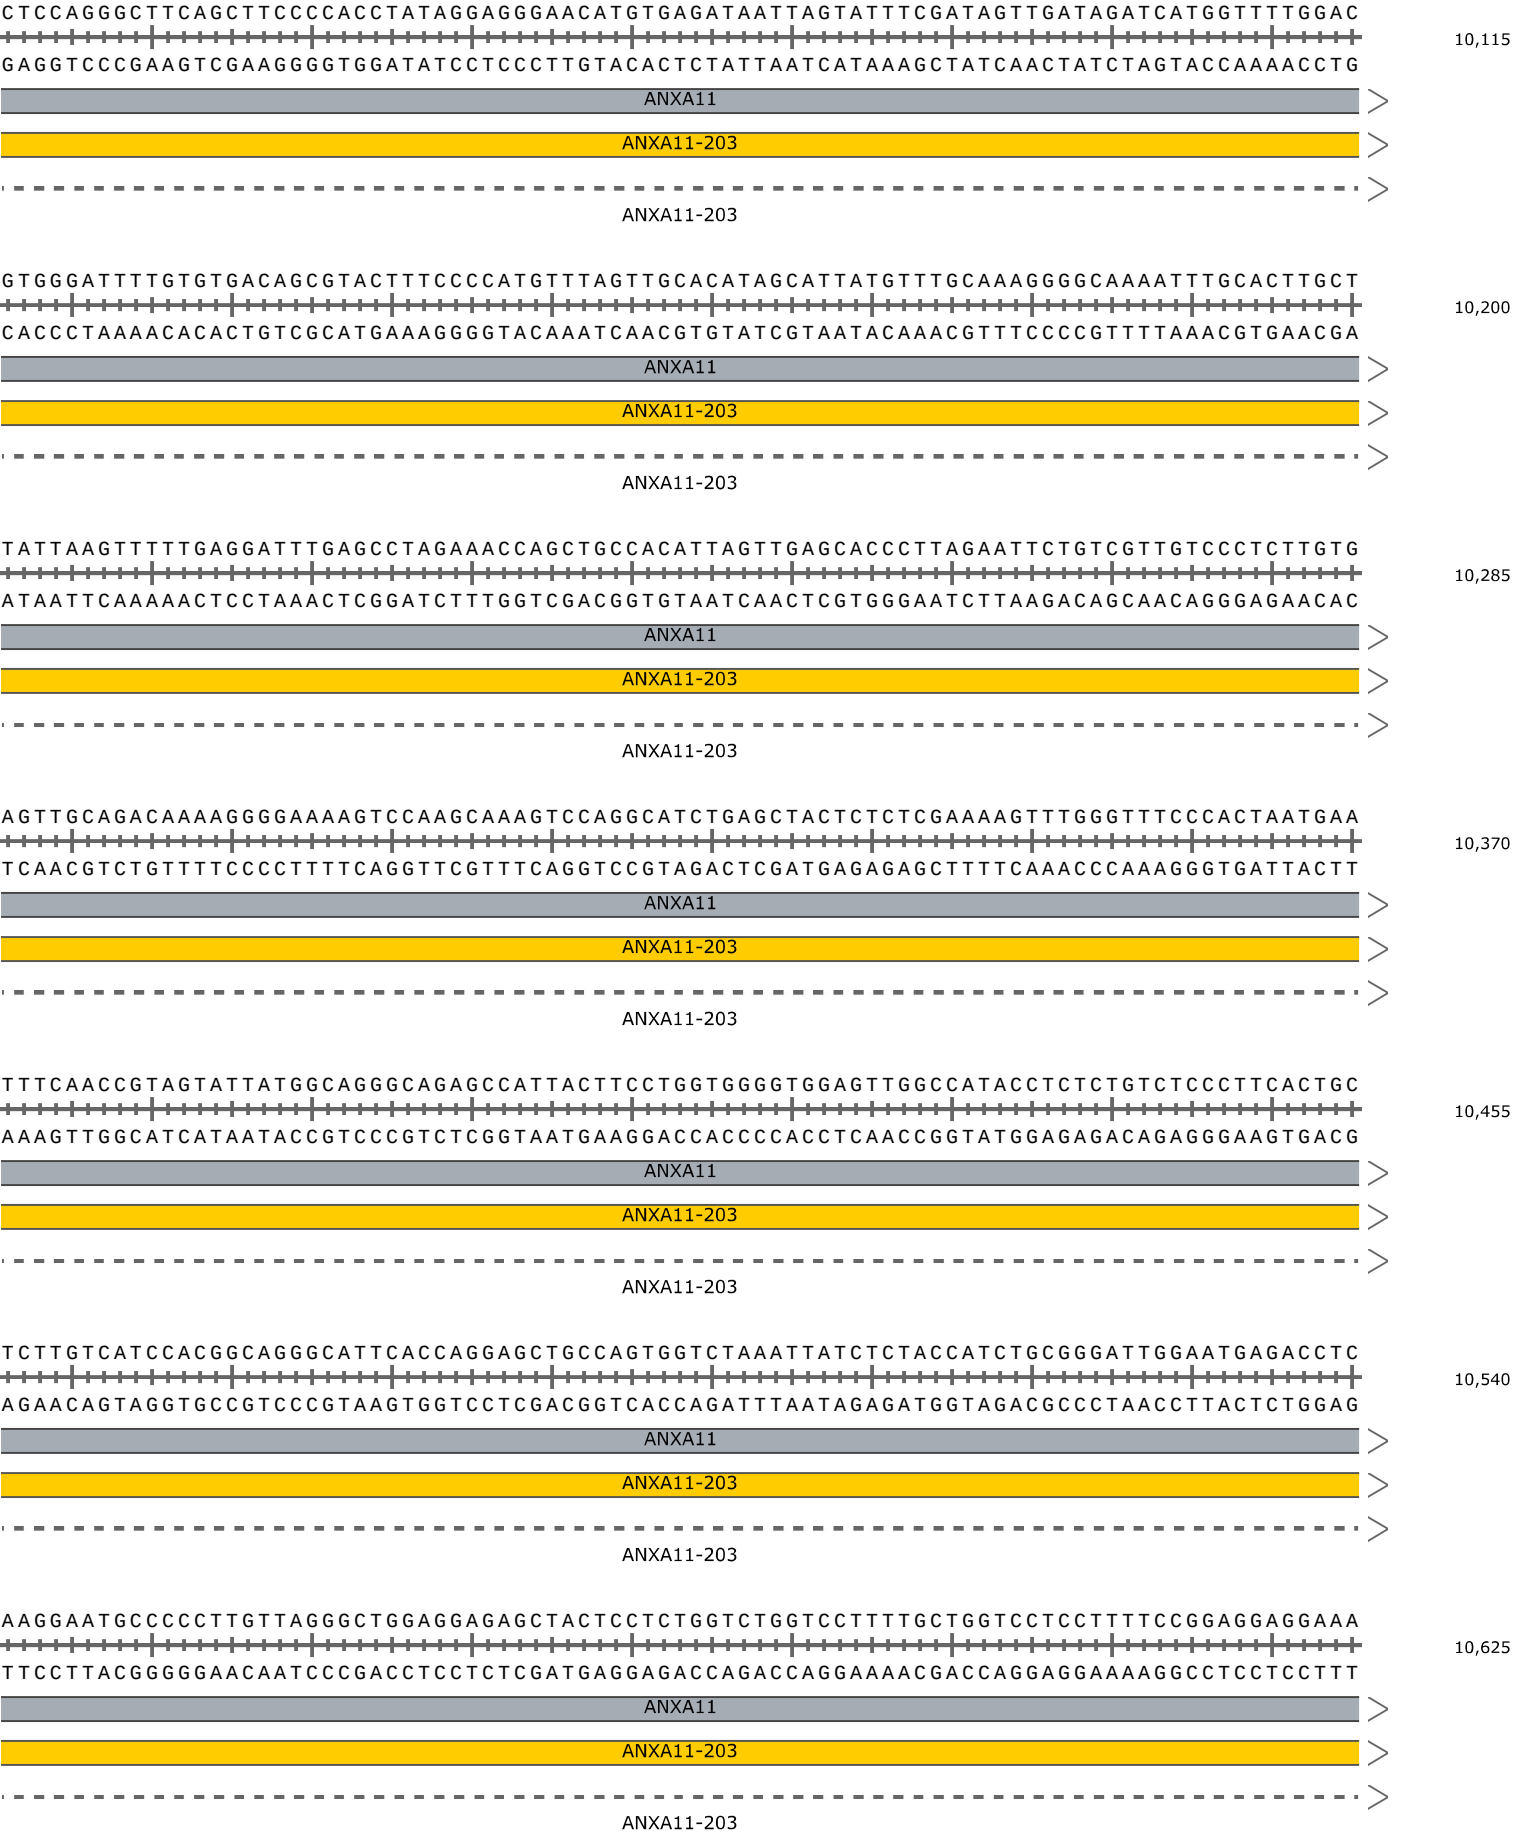 CTCCAGGGCTTCAGCTTCCCCACCTATAGGAGGGAACATGTGAGATAATTAGTATTTCGATAGTTGATAGATCATGGTTTTGGAC
10,115
GAGGTCCCGAAGTCGAAGGGGTGGATATCCTCCCTTGTACACTCTATTAATCATAAAGCTATCAACTATCTAGTACCAAAACCTG
ANXA11
ANXA11-203
ANXA11-203
GTGGGATTTTGTGTGACAGCGTACTTTCCCCATGTTTAGTTGCACATAGCATTATGTTTGCAAAGGGGCAAAATTTGCACTTGCT
10,200
CACCCTAAAACACACTGTCGCATGAAAGGGGTACAAATCAACGTGTATCGTAATACAAACGTTTCCCCGTTTTAAACGTGAACGA
ANXA11
ANXA11-203
ANXA11-203
TATTAAGTTTTTGAGGATTTGAGCCTAGAAACCAGCTGCCACATTAGTTGAGCACCCTTAGAATTCTGTCGTTGTCCCTCTTGTG
10,285
ATAATTCAAAAACTCCTAAACTCGGATCTTTGGTCGACGGTGTAATCAACTCGTGGGAATCTTAAGACAGCAACAGGGAGAACAC
ANXA11
ANXA11-203
ANXA11-203
AGTTGCAGACAAAAGGGGAAAAGTCCAAGCAAAGTCCAGGCATCTGAGCTACTCTCTCGAAAAGTTTGGGTTTCCCACTAATGAA
10,370
TCAACGTCTGTTTTCCCCTTTTCAGGTTCGTTTCAGGTCCGTAGACTCGATGAGAGAGCTTTTCAAACCCAAAGGGTGATTACTT
ANXA11
ANXA11-203
ANXA11-203
TTTCAACCGTAGTATTATGGCAGGGCAGAGCCATTACTTCCTGGTGGGGTGGAGTTGGCCATACCTCTCTGTCTCCCTTCACTGC
10,455
AAAGTTGGCATCATAATACCGTCCCGTCTCGGTAATGAAGGACCACCCCACCTCAACCGGTATGGAGAGACAGAGGGAAGTGACG
ANXA11
ANXA11-203
ANXA11-203
TCTTGTCATCCACGGCAGGGCATTCACCAGGAGCTGCCAGTGGTCTAAATTATCTCTACCATCTGCGGGATTGGAATGAGACCTC
10,540
AGAACAGTAGGTGCCGTCCCGTAAGTGGTCCTCGACGGTCACCAGATTTAATAGAGATGGTAGACGCCCTAACCTTACTCTGGAG
ANXA11
ANXA11-203
ANXA11-203
AAGGAATGCCCCCTTGTTAGGGCTGGAGGAGAGCTACTCCTCTGGTCTGGTCCTTTTGCTGGTCCTCCTTTTCCGGAGGAGGAAA
10,625
TTCCTTACGGGGGAACAATCCCGACCTCCTCTCGATGAGGAGACCAGACCAGGAAAACGACCAGGAGGAAAAGGCCTCCTCCTTT
ANXA11
ANXA11-203
ANXA11-203